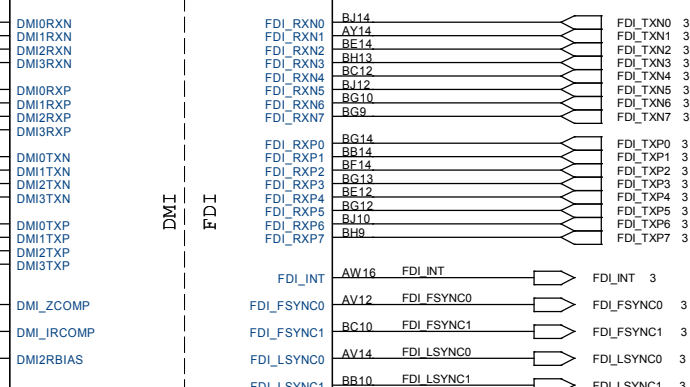 DMI0RXN FDI_RXN0 BJ14 FDI_TXN0 3
DMI1RXN FDI_RXN1 AY14 FDI_TXN1 3
DMI2RXN FDI_RXN2 BE14 FDI_TXN2 3
DMI3RXN FDI_RXN3 BH13 FDI_TXN3 3
FDI_RXN4 BC12 FDI_TXN4 3
DMI0RXP FDI_RXN5 BJ12 FDI_TXN5 3
DMI1RXP FDI_RXN6 BG10 FDI_TXN6 3
DMI2RXP FDI_RXN7 BG9 FDI_TXN7 3
DMI3RXP
FDI_RXP0 BG14 FDI_TXP0 3
DMI0TXN FDI_RXP1 BB14 FDI_TXP1 3
DMI1TXN FDI_RXP2 BF14 FDI_TXP2 3
DMI2TXN FDI_RXP3 BG13 FDI_TXP3 3
DMI3TXN FDI_RXP4 BE12 FDI_TXP4 3
FDI_RXP5 BG12 FDI_TXP5 3
DMI0TXP FDI_RXP6 BJ10 FDI_TXP6 3
DMI1TXP FDI_RXP7 BH9 FDI_TXP7 3
DMI2TXP
DMI3TXP
DMI
FDI
FDI_INT AW16 FDI_INT FDI_INT 3
DMI_ZCOMP FDI_FSYNC0 AV12 FDI_FSYNC0 FDI_FSYNC0 3
DMI_IRCOMP FDI_FSYNC1 BC10 FDI_FSYNC1 FDI_FSYNC1 3
DMI2RBIAS FDI_LSYNC0 AV14 FDI_LSYNC0 FDI_LSYNC0 3
FDI_LSYNC1 BB10 FDI_LSYNC1 FDI_LSYNC1 3